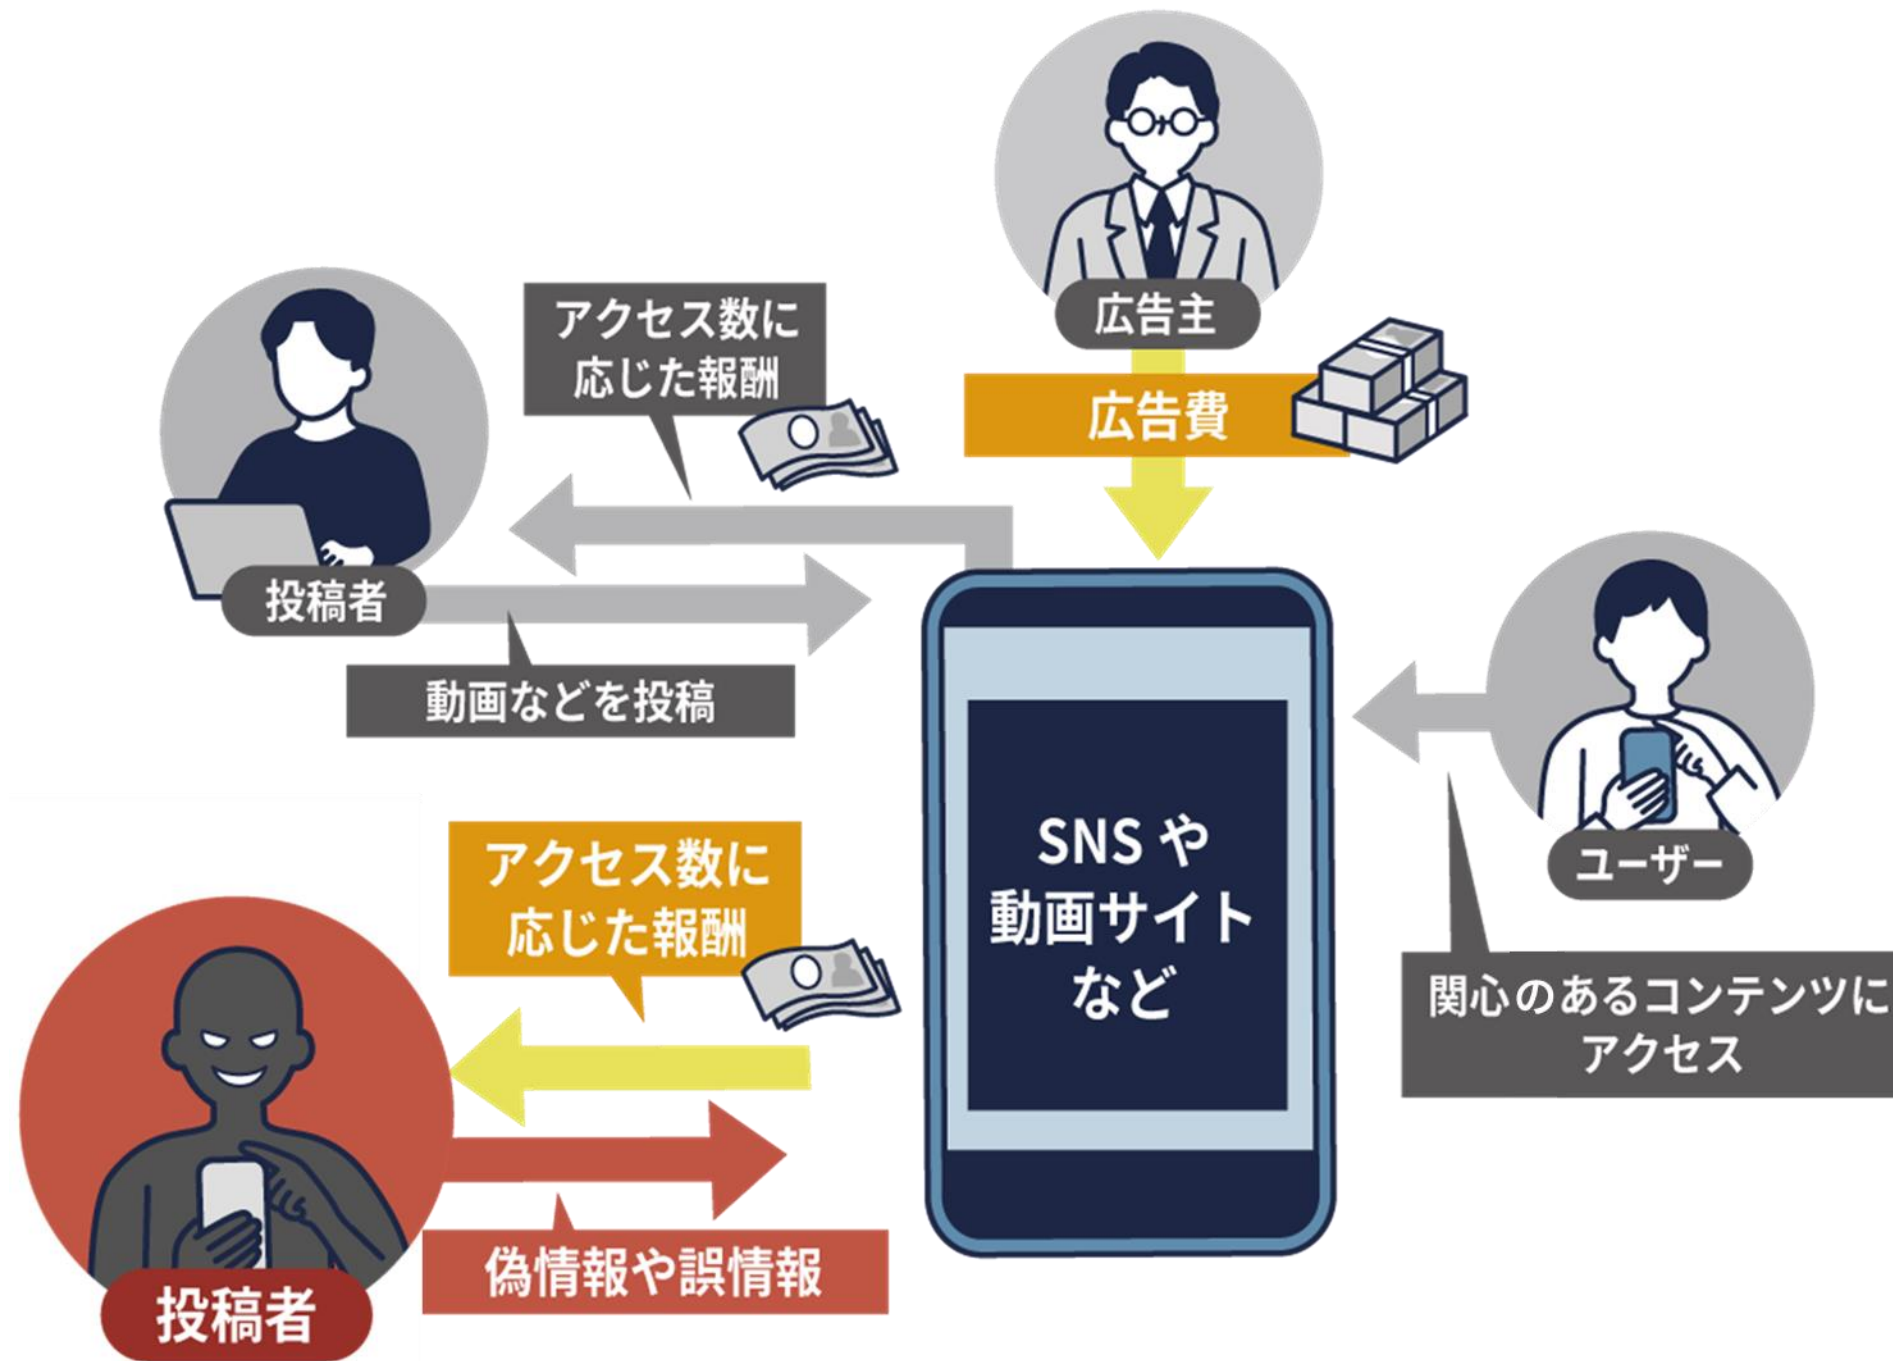 広告主
広告費
アクセス数に
応じた報酬
投稿者
動画などを投稿
SNS や
動画サイト
など
ユーザー
関心のあるコンテンツに
アクセス
アクセス数に
応じた報酬
偽情報や誤情報
投稿者